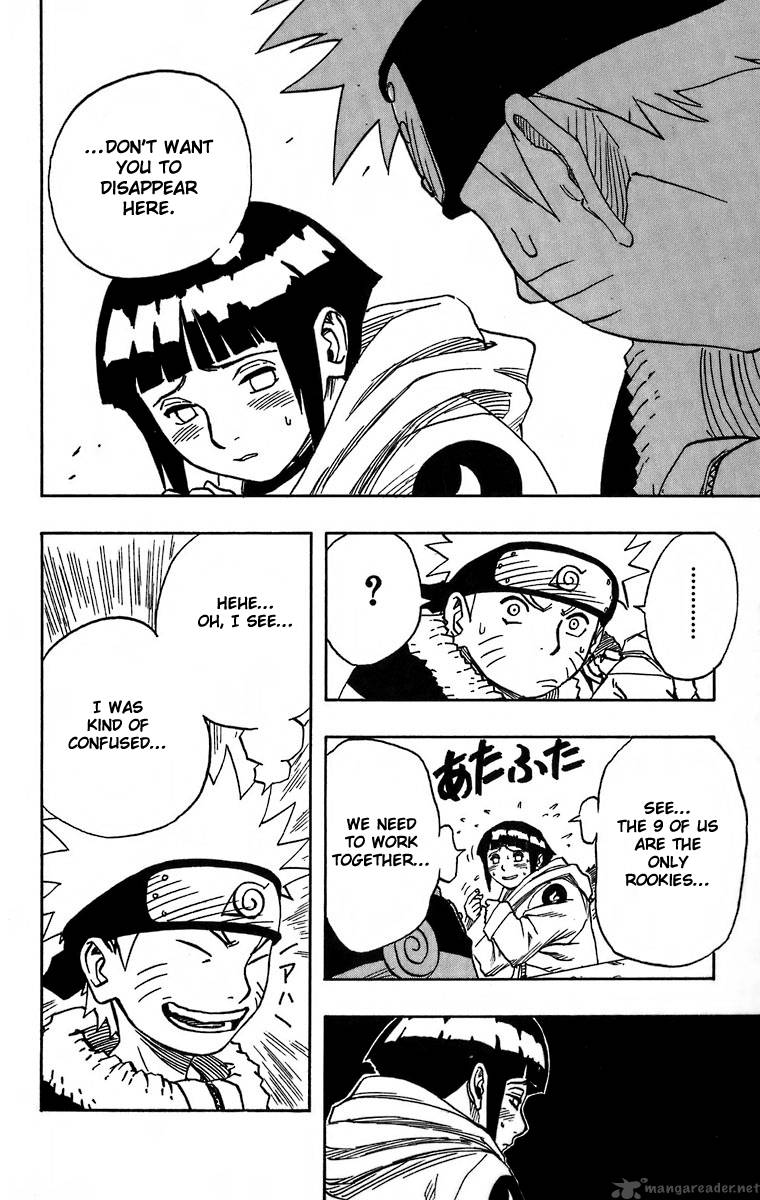 ...DON'T WANT
YOU TO
DISAPPEAR
HERE.
.........
?
SEE...
THE 9 OF US
ARE THE
ONLY
ROOKIES...
あたふた
WE NEED
TO WORK
TOGETHER...
HEHE...
OH, I SEE...
I WAS
KIND OF
CONFUSED...
アハハ
mangareader.net